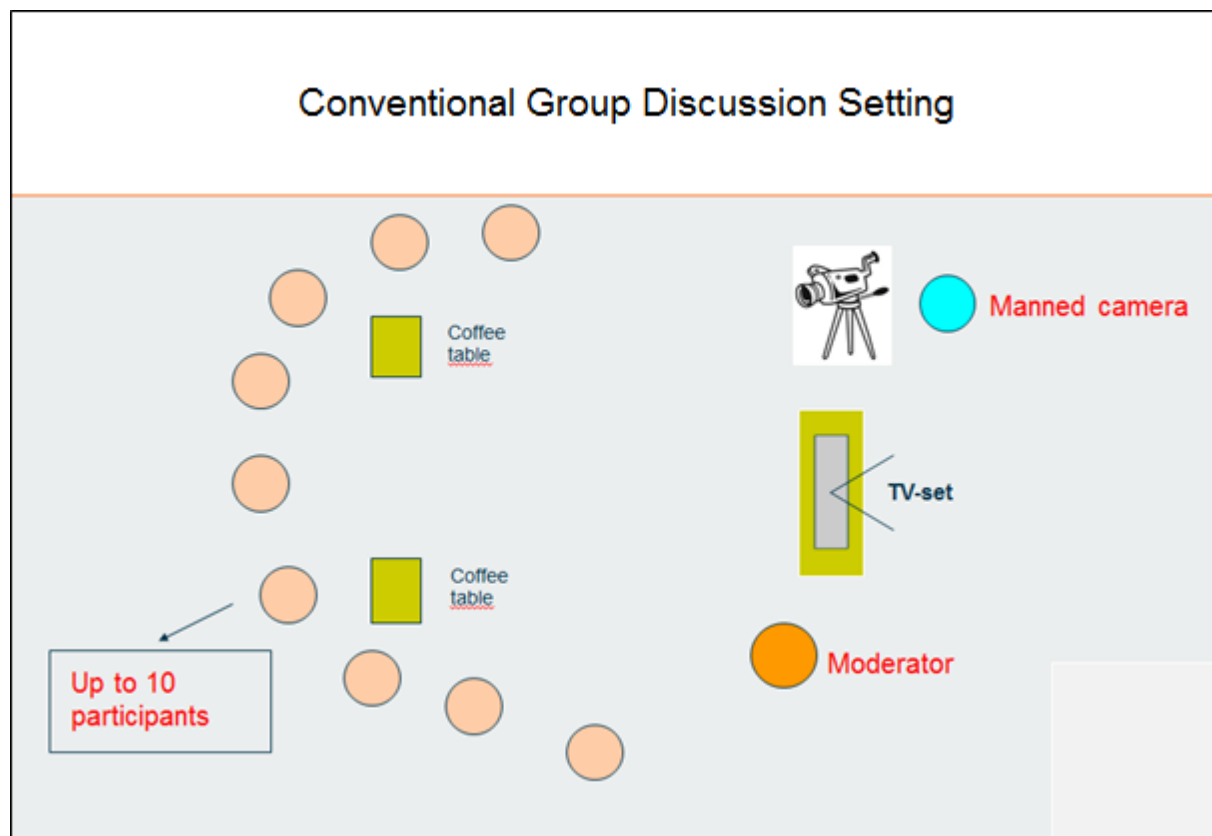 Conventional Group Discussion Setting
Coffee
table
Manned camera
TV-set
Coffee
table
Moderator
Up to 10
participants